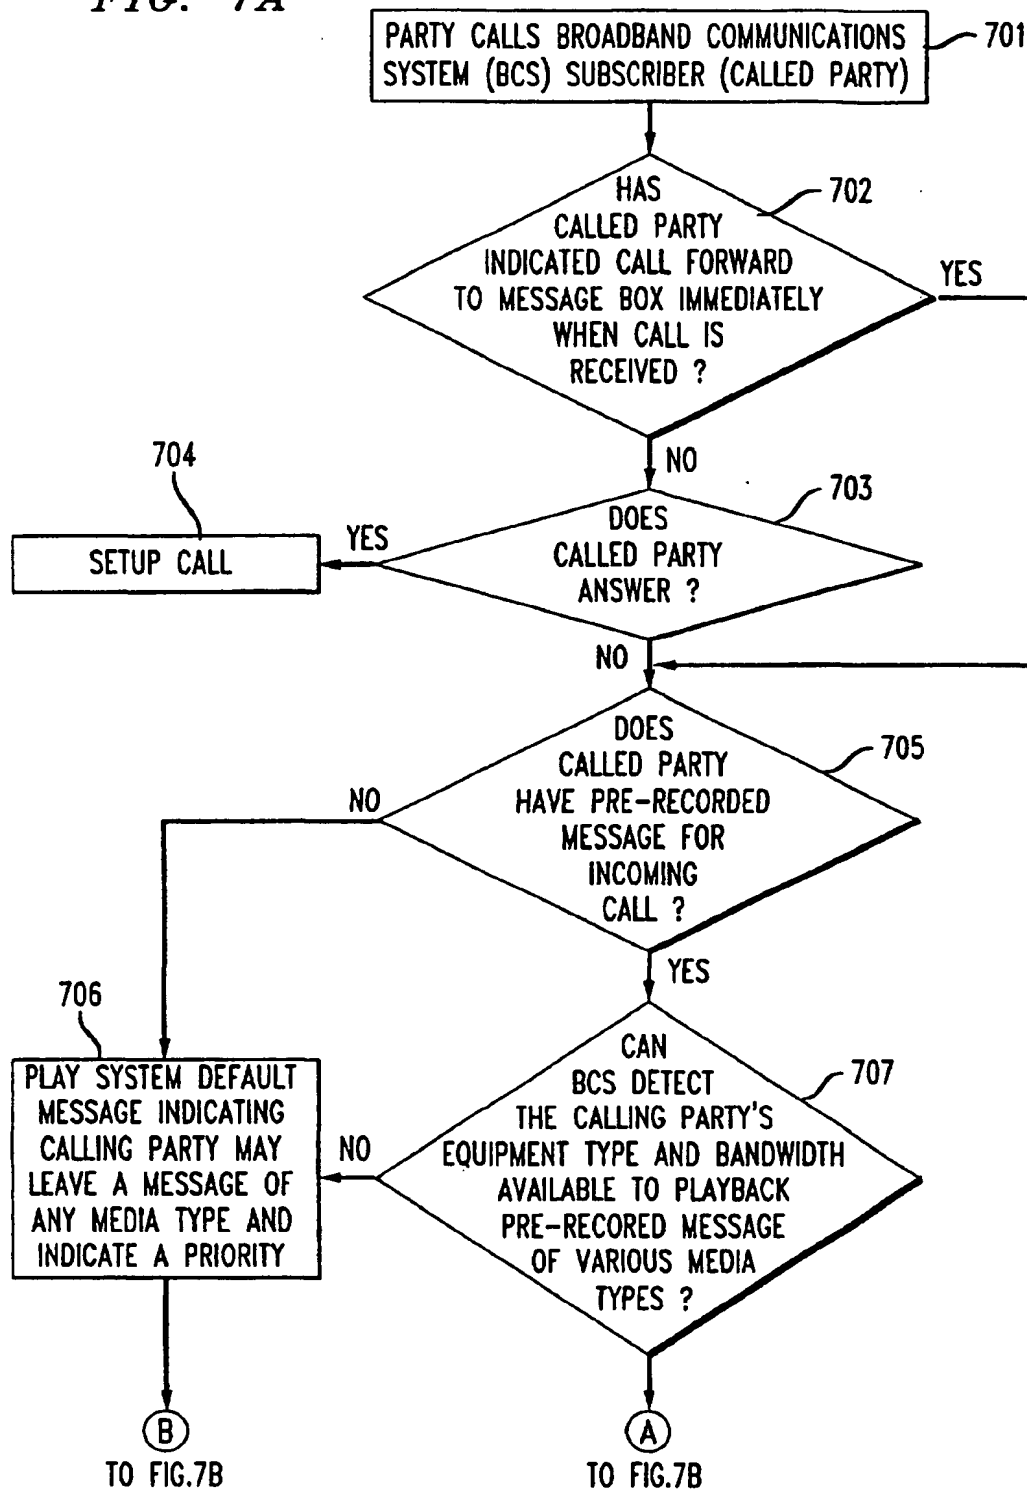 FIG. 7A
PARTY CALLS BROADBAND COMMUNICATIONS
SYSTEM (BCS) SUBSCRIBER (CALLED PARTY)
701
HAS
CALLED PARTY
INDICATED CALL FORWARD
TO MESSAGE BOX IMMEDIATELY
WHEN CALL IS
RECEIVED ?
702
YES
NO
DOES
CALLED PARTY
ANSWER ?
703
YES
704
SETUP CALL
NO
DOES
CALLED PARTY
HAVE PRE-RECORDED
MESSAGE FOR
INCOMING
CALL ?
705
NO
YES
706
PLAY SYSTEM DEFAULT
MESSAGE INDICATING
CALLING PARTY MAY
LEAVE A MESSAGE OF
ANY MEDIA TYPE AND
INDICATE A PRIORITY
CAN
BCS DETECT
THE CALLING PARTY'S
EQUIPMENT TYPE AND BANDWIDTH
AVAILABLE TO PLAYBACK
PRE-RECORED MESSAGE
OF VARIOUS MEDIA
TYPES ?
707
NO
B
TO FIG.7B
A
TO FIG.7B